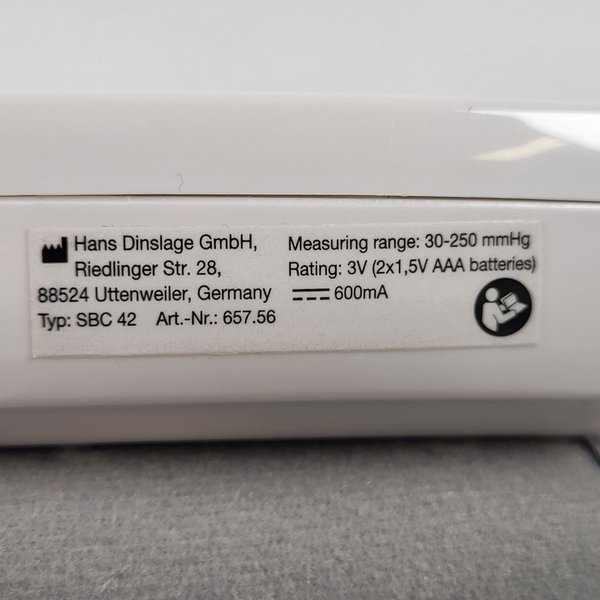 Hans Dinslage GmbH,
Riedlinger Str. 28,
88524 Uttenweiler, Germany
Typ: SBC 42 Art.-Nr.: 657.56
Measuring range: 30-250 mmHg
Rating: 3V (2x1,5V AAA batteries)
600mA